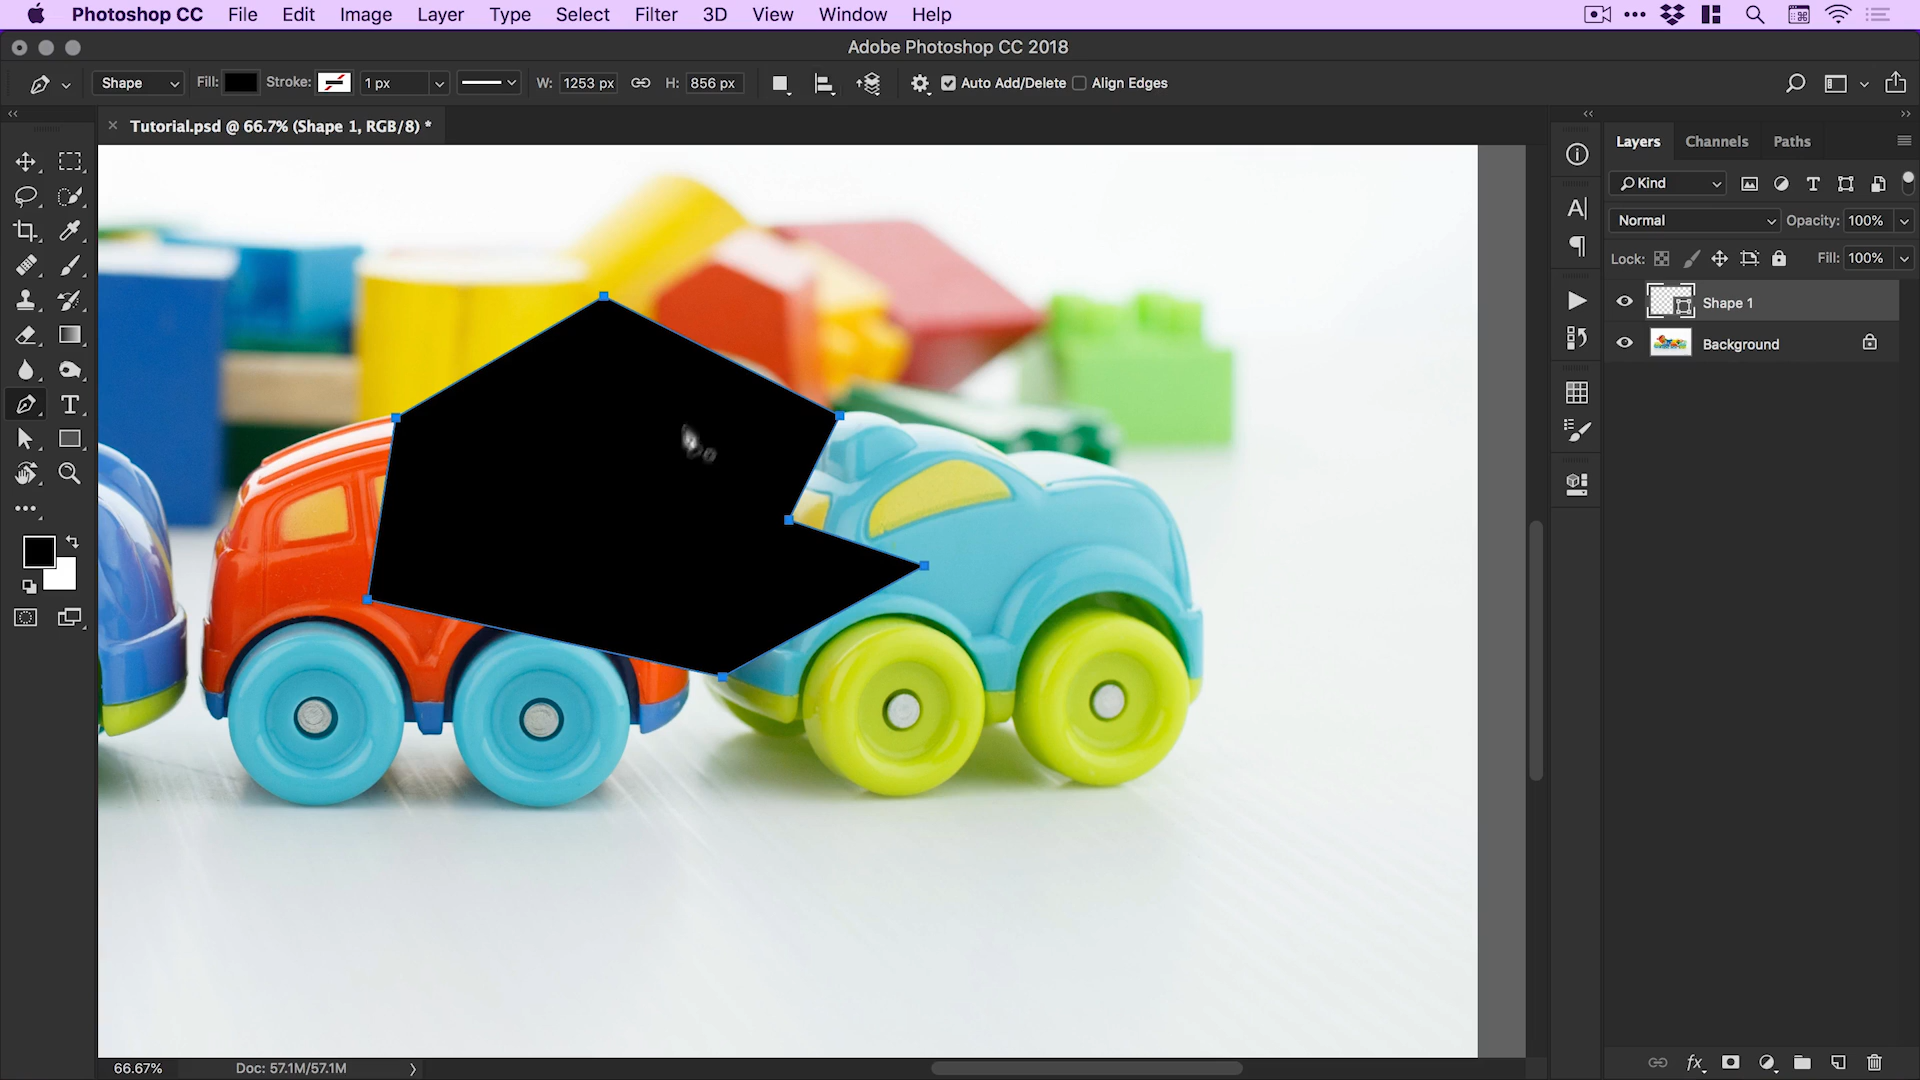 Photoshop CC File Edit Image Layer Type Select Filter 3D View Window Help
Adobe Photoshop CC 2018
Shape Fill: Stroke: 1 px W: 1253 px H: 856 px Auto Add/Delete Align Edges
Tutorial.psd @ 66.7% (Shape 1, RGB/8) *
Layers Channels Paths
Kind
Normal Opacity: 100%
Lock: Fill: 100%
Shape 1
Background
66.67% Doc: 57.1M/57.1M